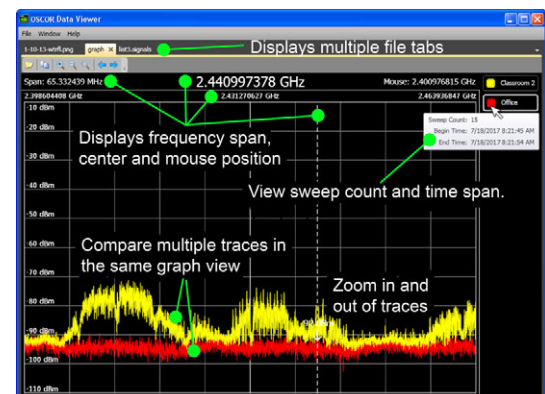 OSCOR Data Viewer
File Window Help
1-10-13-wtrfl.png graph X list3.signals
Displays multiple file tabs
Span: 65.332439 MHz 2.440997378 GHz Mouse: 2.400976815 GHz Classroom 2
2.398604408 GHz 2.431270627 GHz 2.463936847 GHz Office
-10 dBm
Sweep Count: 15
-20 dBm
Begin Time: 7/18/2017 8:21:45 AM
Displays frequency span,
center and mouse position
End Time: 7/18/2017 8:21:54 AM
-30 dBm
-40 dBm
View sweep count and time span.
-50 dBm
-60 dBm
Compare multiple traces in
the same graph view
-70 dBm
Zoom in and
out of traces
-80 dBm
-90 dBm
-100 dBm
-110 dBm